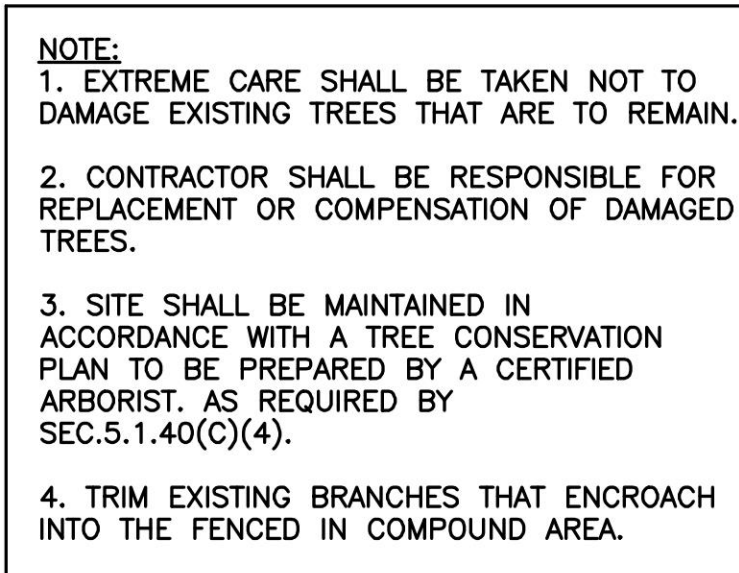 NOTE:
1. EXTREME CARE SHALL BE TAKEN NOT TO
DAMAGE EXISTING TREES THAT ARE TO REMAIN.
2. CONTRACTOR SHALL BE RESPONSIBLE FOR
REPLACEMENT OR COMPENSATION OF DAMAGED
TREES.
3. SITE SHALL BE MAINTAINED IN
ACCORDANCE WITH A TREE CONSERVATION
PLAN TO BE PREPARED BY A CERTIFIED
ARBORIST. AS REQUIRED BY
SEC.5.1.40(C)(4).
4. TRIM EXISTING BRANCHES THAT ENCROACH
INTO THE FENCED IN COMPOUND AREA.